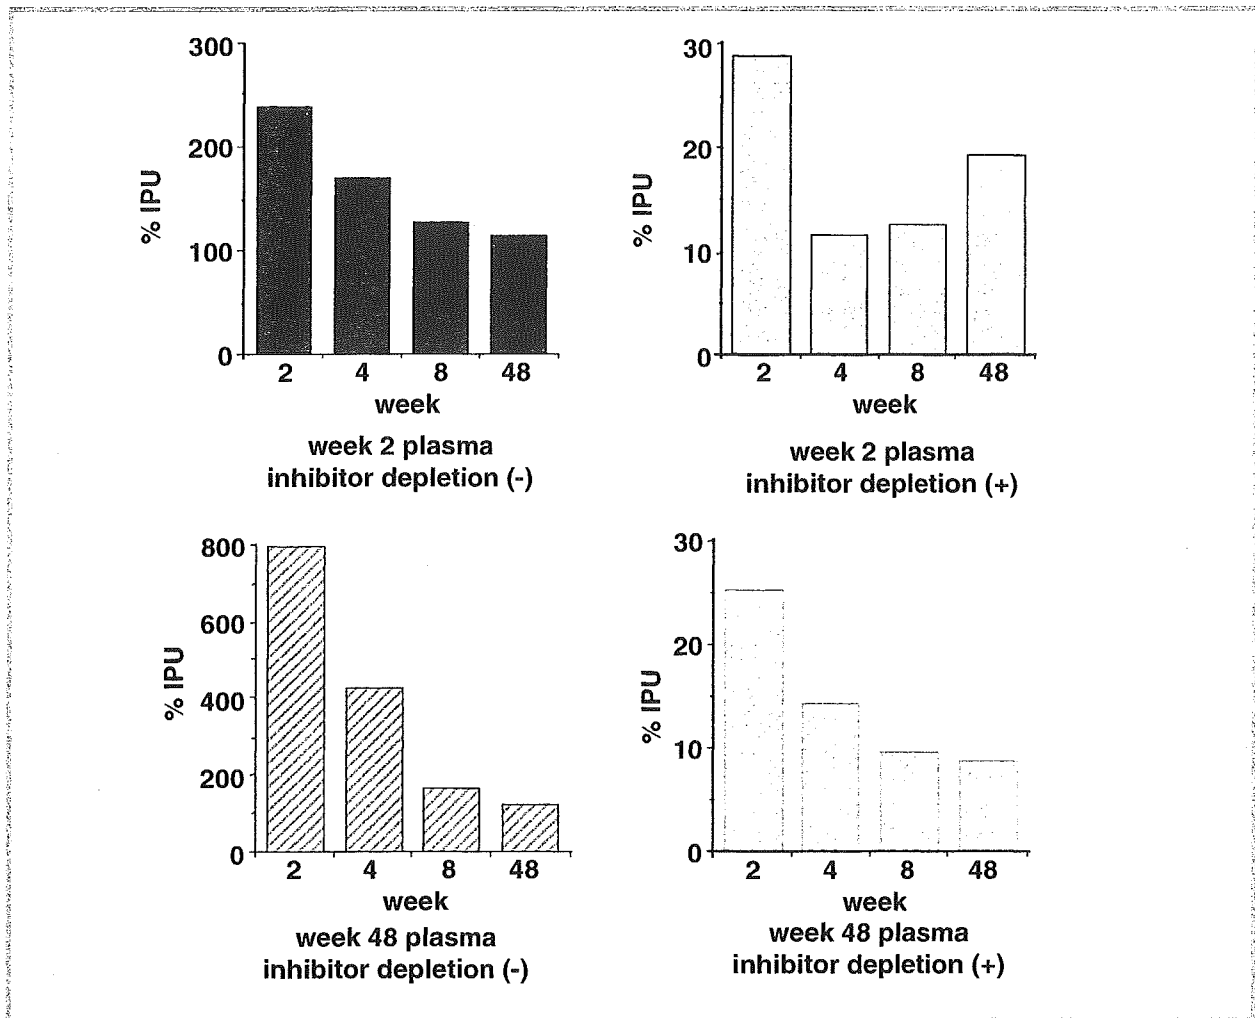 300
200
100
0
% IPU
2 4 8 48
week
week 2 plasma
inhibitor depletion (-)
30
20
10
0
% IPU
2 4 8 48
week
week 2 plasma
inhibitor depletion (+)
800
600
400
200
0
% IPU
2 4 8 48
week
week 48 plasma
inhibitor depletion (-)
30
20
10
0
% IPU
2 4 8 48
week
week 48 plasma
inhibitor depletion (+)